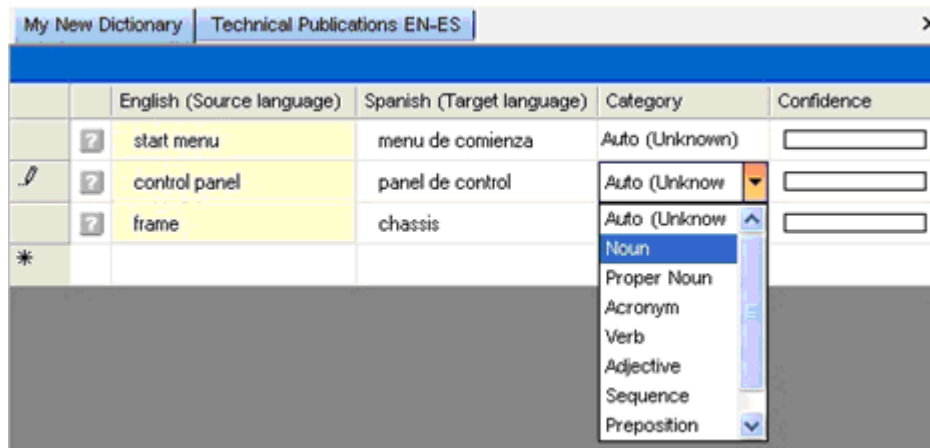 My New Dictionary Technical Publications EN-ES
English (Source language) Spanish (Target language) Category Confidence
start menu menu de comienza Auto (Unknown)
control panel panel de control Auto (Unknow
frame chassis Auto (Unknow
Noun
Proper Noun
Acronym
Verb
Adjective
Sequence
Preposition